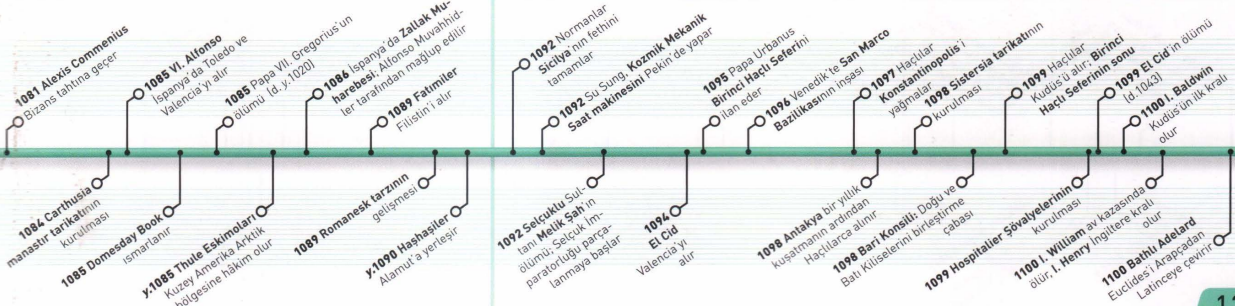 1081 Alexis Commenius
Bizans tahtına geçer
1085 VI. Alfonso
İspanya'da Toledo ve
Valencia'yı alır
1085 Papa VII. Gregorius'un
ölümü (d. y. 1020)
1086 İspanya'da Zallak Mu-
harebesi; Alfonso Muvahhid-
ler tarafından mağlup edilir
1089 Fatımiler
Filistin'i alır
1092 Normanlar
Sicilya'nın fethini
tamamlar
1092 Su Sung, Kozmik Mekanik
Saat makinesini Pekin'de yapar
1095 Papa Urbanus
Birinci Haçlı Seferini
ilan eder
1096 Venedik'te San Marco
Bazilikasının inşası
1097 Haçlılar
Konstantinopolis'i
yağmalar
1098 Sistersia tarikatının
kurulması
1099 Haçlılar
Kudüs'ü alır; Birinci
Haçlı Seferinin sonu
1099 El Cid'in ölümü
(d 1043)
1100 I. Baldwin
Kudüs'ün ilk kralı
olur
1084 Carthusia
manastır tarikatının
kurulması
1085 Domesday Book
ısmarlanır
y.1085 Thule Eskimoları
Kuzey Amerika Arktik
bölgesine hâkim olur
1089 Romanesk tarzının
gelişmesi
y.1090 Haşhaşiler
Alamut'a yerleşir
1092 Selçuklu Sul-
tanı Melik Şah'ın
ölümü; Selçuk İm-
paratorluğu parça-
lanmaya başlar
1094
El Cid
Valencia'yı
alır
1098 Antakya bir yıllık
kuşatmanın ardından
Haçlılarca alınır
1098 Bari Konsili: Doğu ve
Batı Kiliselerini birleştirme
çabası
1099 Hospitalier Şövalyelerinin
kurulması
1100 I. William av kazasında
ölür, I. Henry İngiltere kralı
olur
1100 Bathlı Adelard
Euclides'i Arapçadan
Latinceye çevirir